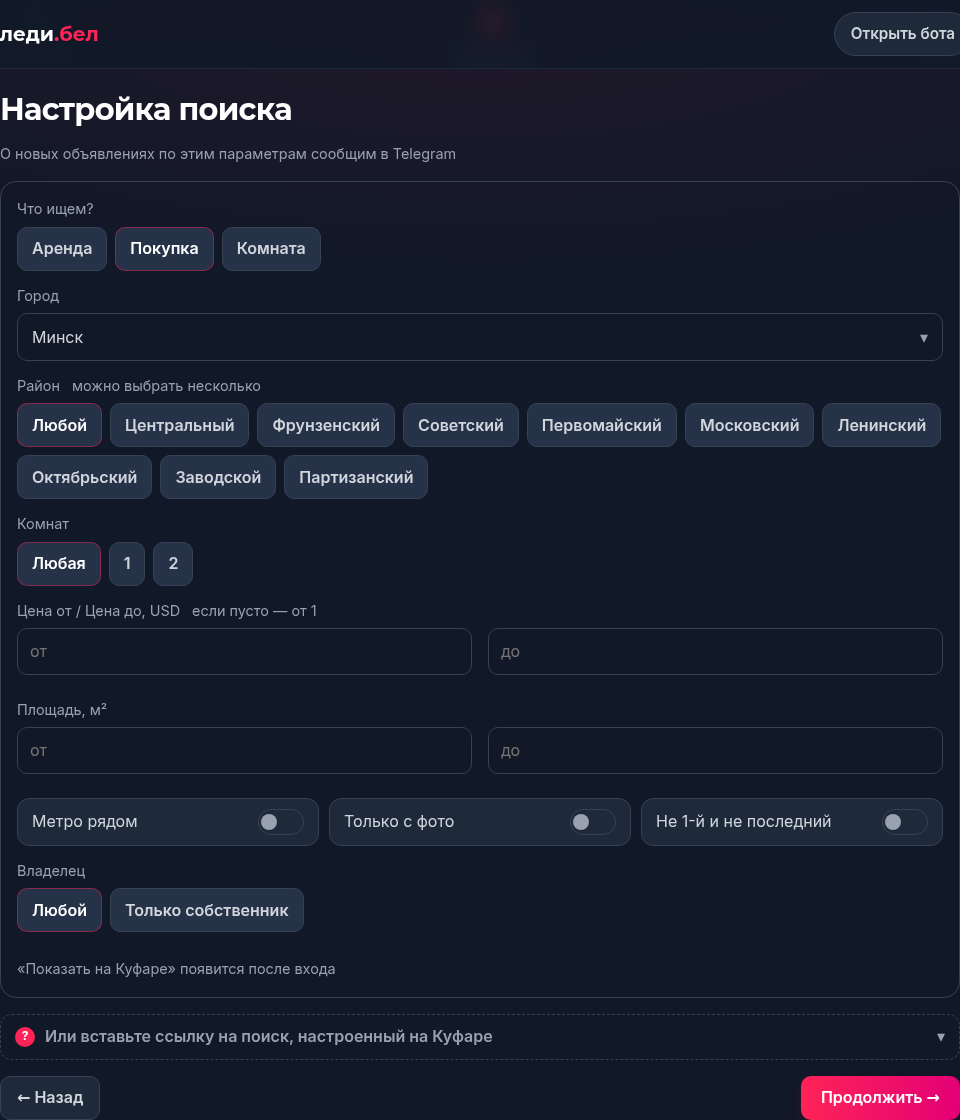 леди.бел
Открыть бота
Настройка поиска
О новых объявлениях по этим параметрам сообщим в Telegram
Что ищем?
Аренда Покупка Комната
Город
Минск ▾
Район можно выбрать несколько
Любой Центральный Фрунзенский Советский Первомайский Московский Ленинский
Октябрьский Заводской Партизанский
Комнат
Любая 1 2
Цена от / Цена до, USD если пусто — от 1
от до
Площадь, м²
от до
Метро рядом Только с фото Не 1-й и не последний
Владелец
Любой Только собственник
«Показать на Куфаре» появится после входа
? Или вставьте ссылку на поиск, настроенный на Куфаре ▾
← Назад Продолжить →